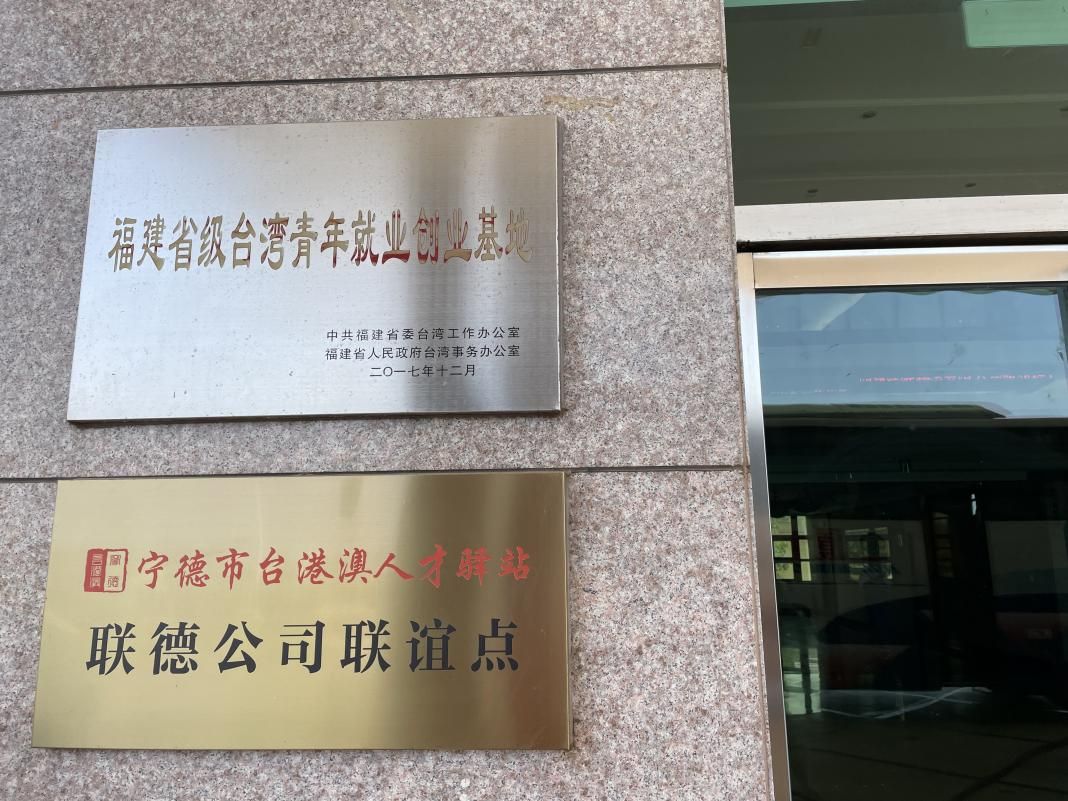 福建省级台湾青年就业创业基地
中共福建省委台湾工作办公室
福建省人民政府台湾事务办公室
二〇一七年十二月
宁德市台港澳人才驿站
联德公司联谊点